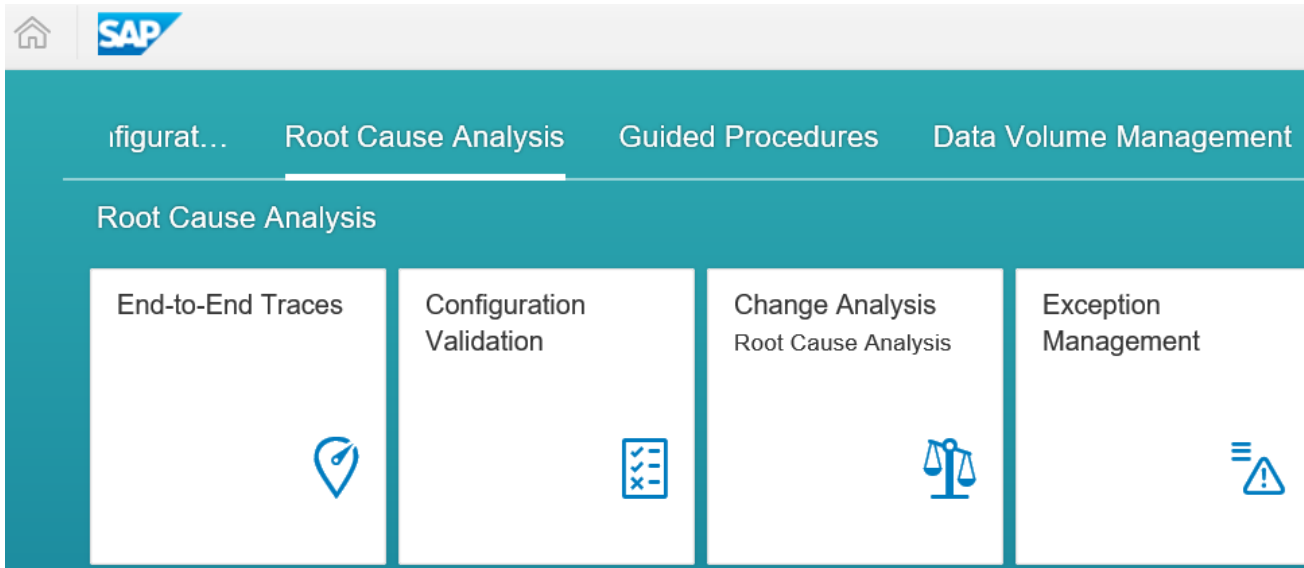 SAP
ıfigurat... Root Cause Analysis Guided Procedures Data Volume Management
Root Cause Analysis
End-to-End Traces
Configuration
Validation
Change Analysis
Root Cause Analysis
Exception
Management